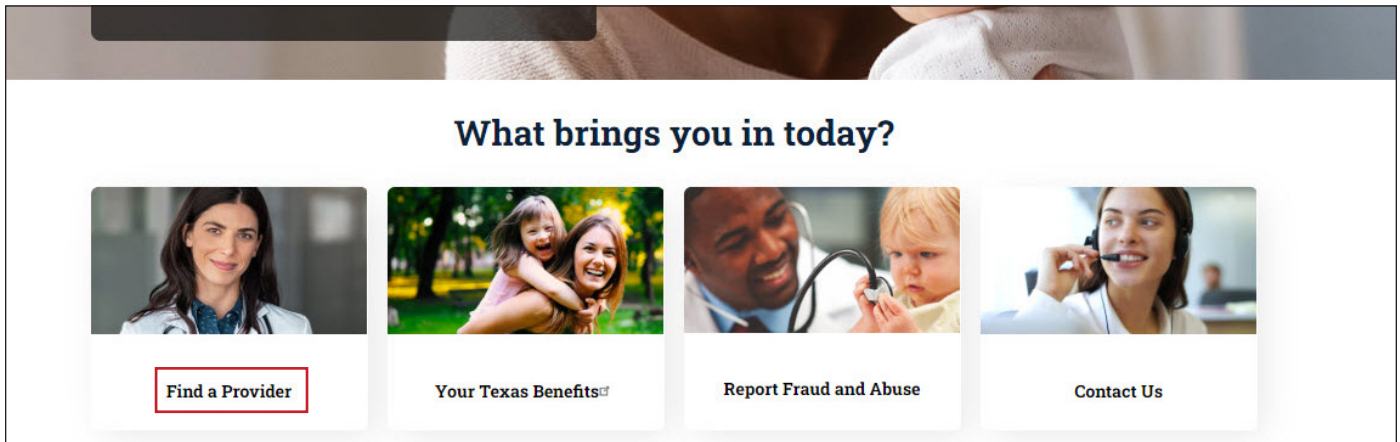 What brings you in today?
Find a Provider
Your Texas Benefits
Report Fraud and Abuse
Contact Us